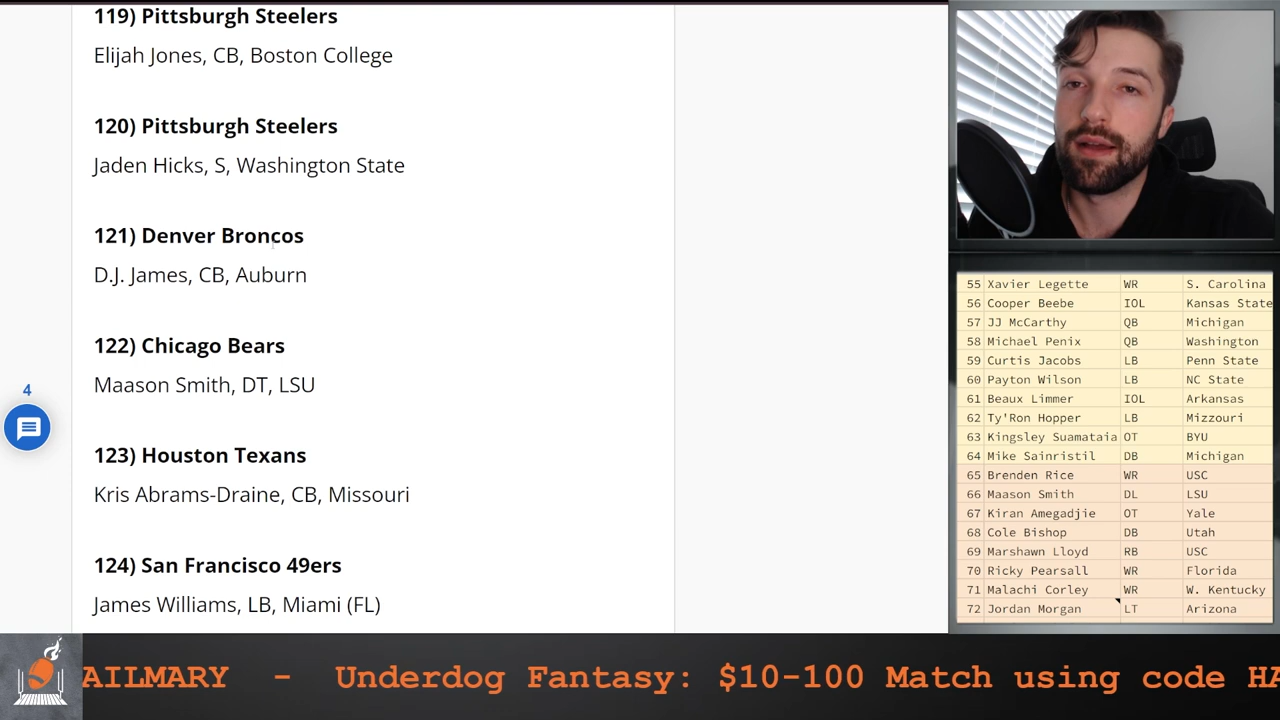 119) Pittsburgh Steelers
Elijah Jones, CB, Boston College
120) Pittsburgh Steelers
Jaden Hicks, S, Washington State
121) Denver Broncos
D.J. James, CB, Auburn
122) Chicago Bears
Maason Smith, DT, LSU
123) Houston Texans
Kris Abrams-Draine, CB, Missouri
124) San Francisco 49ers
James Williams, LB, Miami (FL)
4
55 Xavier Legette WR S. Carolina
56 Cooper Beebe IOL Kansas State
57 JJ McCarthy QB Michigan
58 Michael Penix QB Washington
59 Curtis Jacobs LB Penn State
60 Payton Wilson LB NC State
61 Beaux Limmer IOL Arkansas
62 Ty'Ron Hopper LB Mizzouri
63 Kingsley Suamataia OT BYU
64 Mike Sainristil DB Michigan
65 Brenden Rice WR USC
66 Maason Smith DL LSU
67 Kiran Amegadjie OT Yale
68 Cole Bishop DB Utah
69 Marshawn Lloyd RB USC
70 Ricky Pearsall WR Florida
71 Malachi Corley WR W. Kentucky
72 Jordan Morgan LT Arizona
AILMARY - Underdog Fantasy: $10-100 Match using code HA